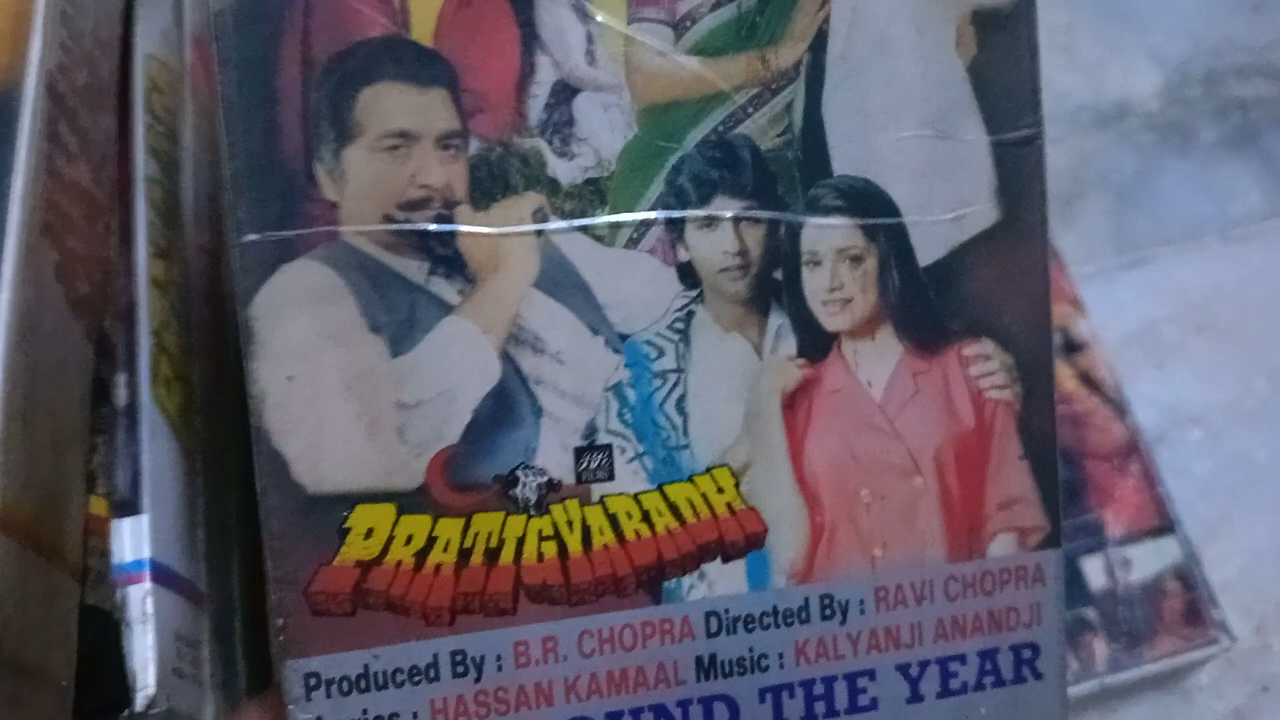 PRATIGYABADH
Produced By : B.R. CHOPRA Directed By : RAVI CHOPRA
HASSAN KAMAAL Music : KALYANJI ANANDJI
THE YEAR